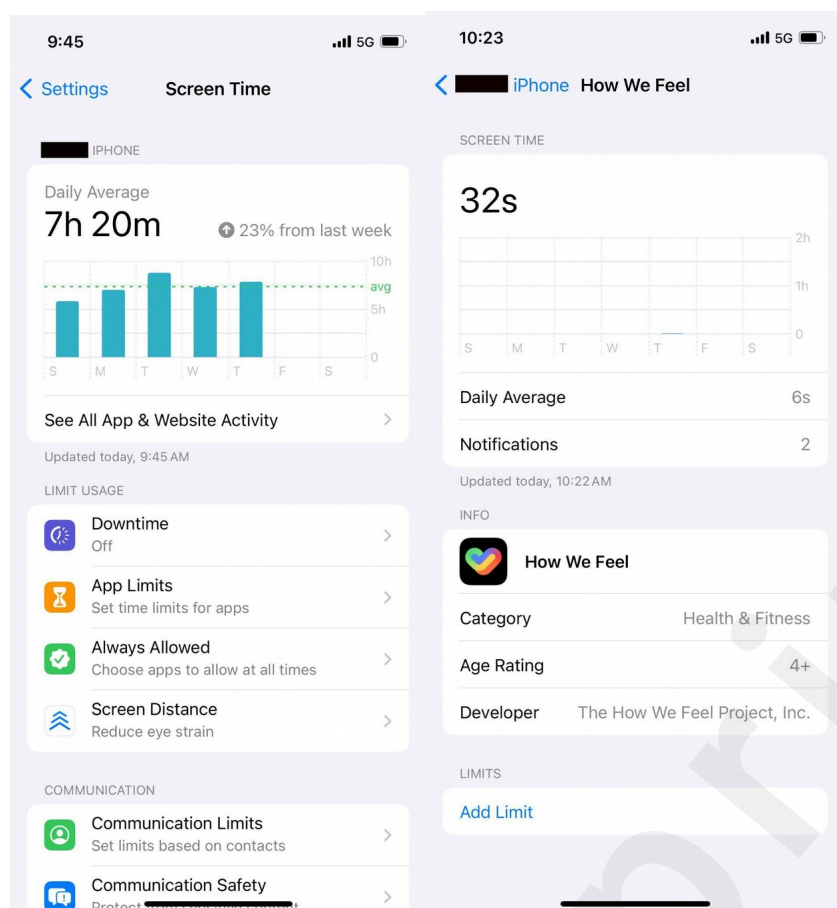 9:45
5G
Settings
Screen Time
IPHONE
Daily Average
7h 20m
23% from last week
10h
avg
5h
0
S M T W T F S
See All App & Website Activity
Updated today, 9:45 AM
LIMIT USAGE
Downtime
Off
App Limits
Set time limits for apps
Always Allowed
Choose apps to allow at all times
Screen Distance
Reduce eye strain
COMMUNICATION
Communication Limits
Set limits based on contacts
Communication Safety
Protect
10:23
5G
iPhone How We Feel
SCREEN TIME
32s
2h
1h
0
S M T W T F S
Daily Average 6s
Notifications 2
Updated today, 10:22 AM
INFO
How We Feel
Category Health & Fitness
Age Rating 4+
Developer The How We Feel Project, Inc.
LIMITS
Add Limit